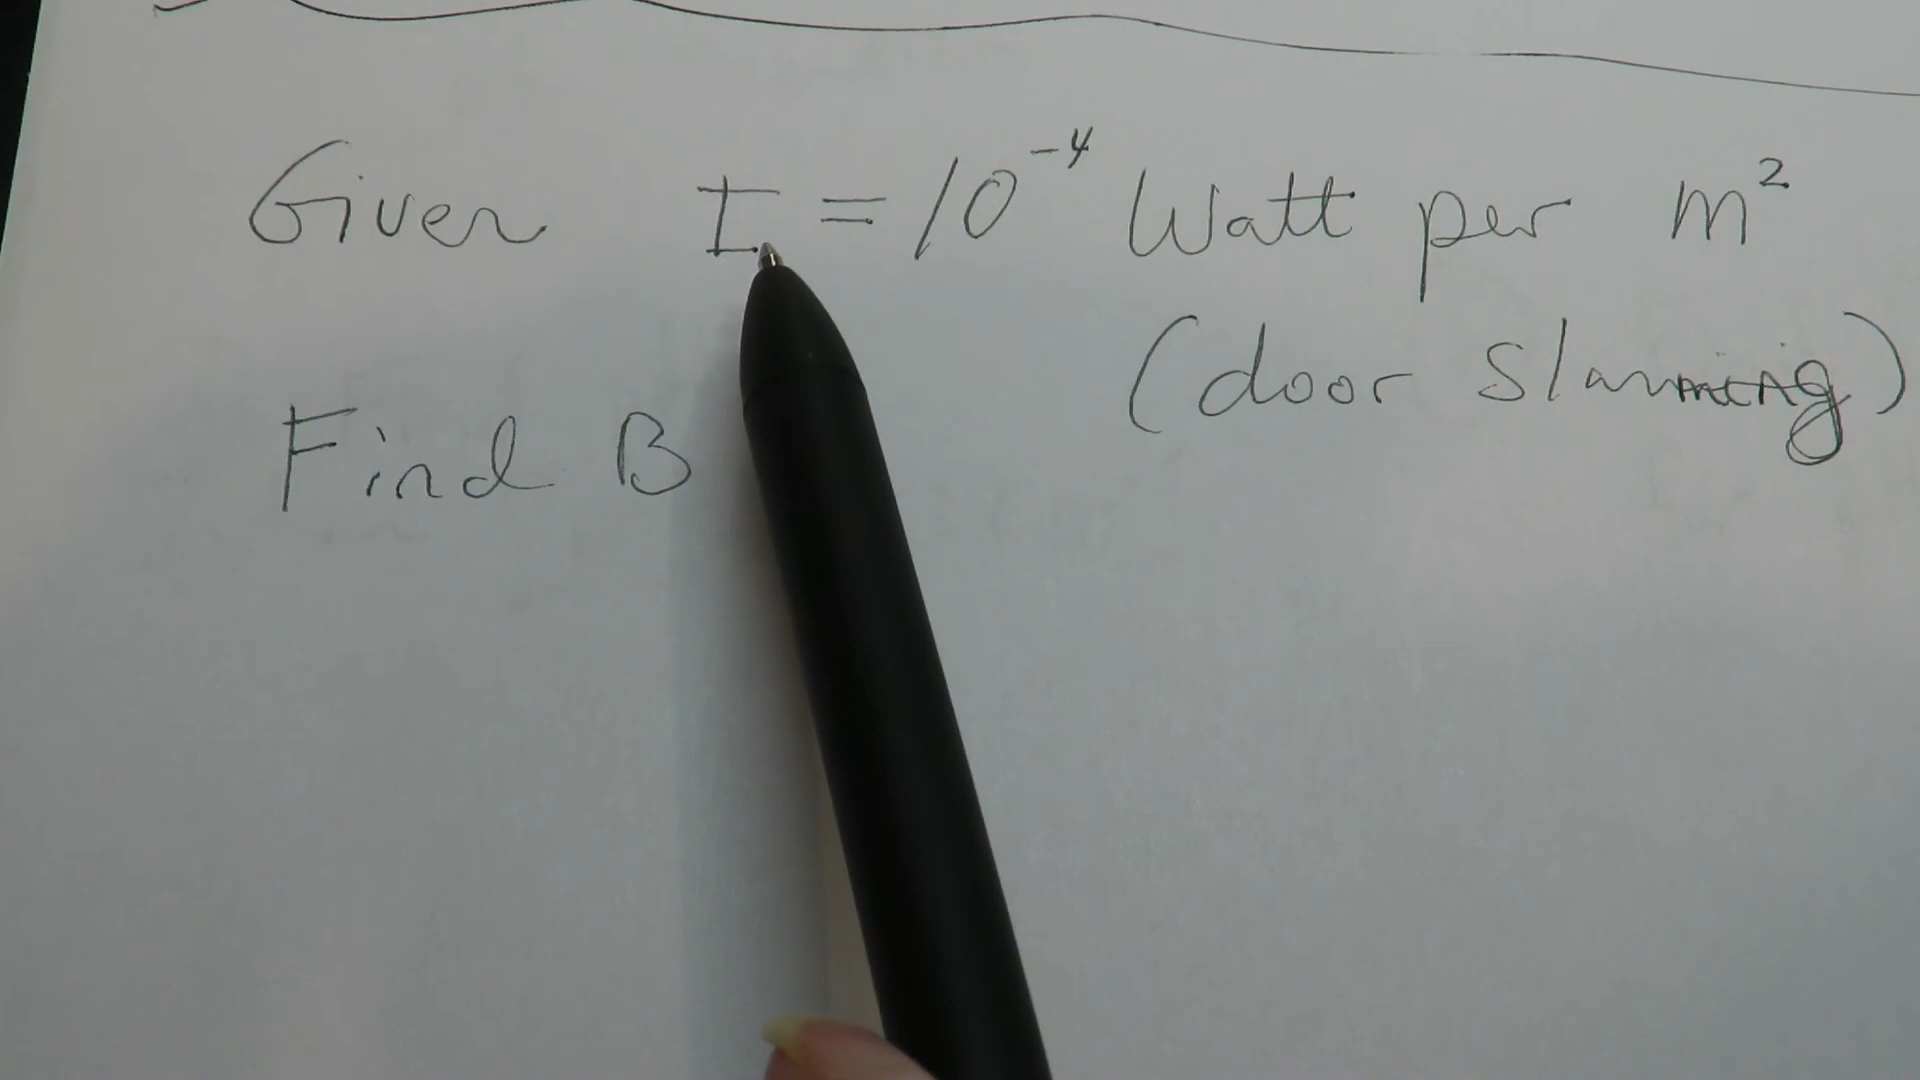 Given I = 10⁻⁴ Watt per m²
(door slamming)
Find B